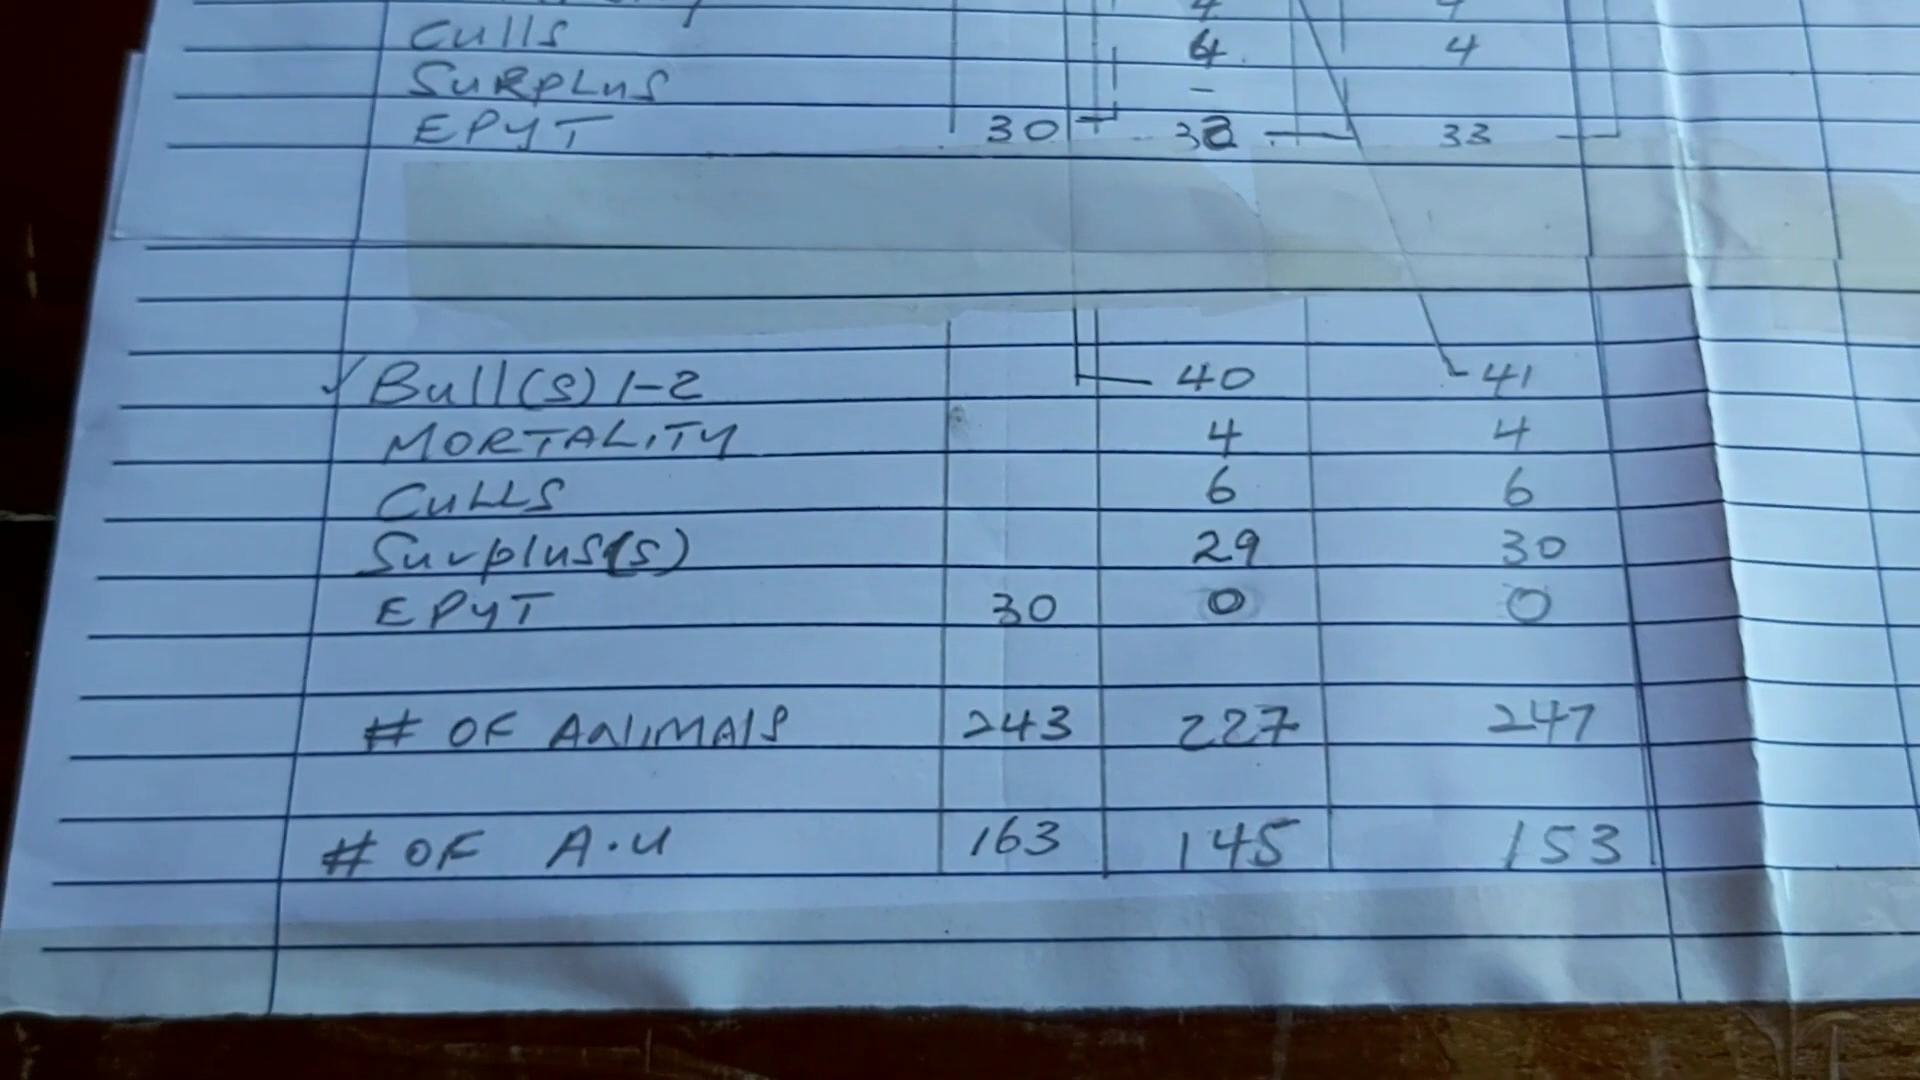 Culls 4 4
SURPLUS -
EPYT 30 32 33
✓ Bull(s) 1-2 40 41
MORTALITY 4 4
CULLS 6 6
Surplus(s) 29 30
EPYT 30 0 0
# OF ANIMALS 243 227 247
# OF A.U 163 145 153